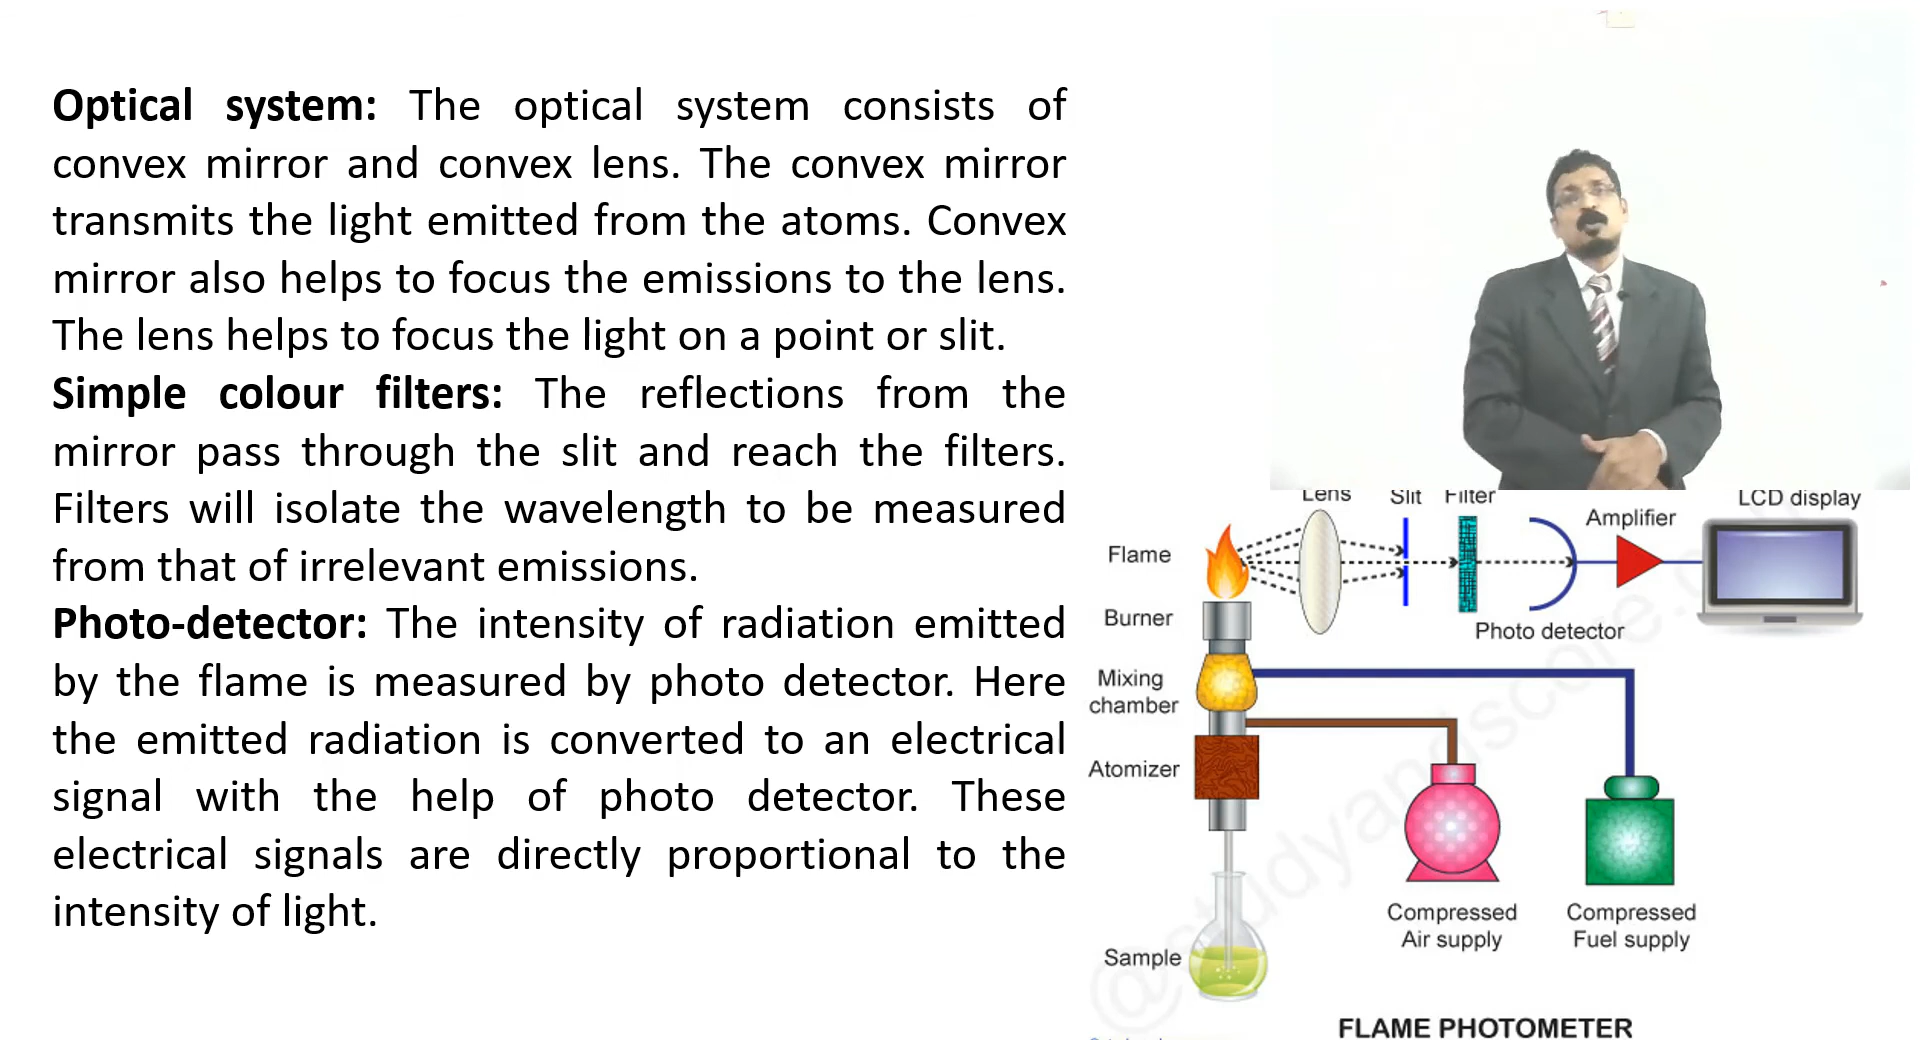 Optical system: The optical system consists of
convex mirror and convex lens. The convex mirror
transmits the light emitted from the atoms. Convex
mirror also helps to focus the emissions to the lens.
The lens helps to focus the light on a point or slit.
Simple colour filters: The reflections from the
mirror pass through the slit and reach the filters.
Filters will isolate the wavelength to be measured
from that of irrelevant emissions.
Photo-detector: The intensity of radiation emitted
by the flame is measured by photo detector. Here
the emitted radiation is converted to an electrical
signal with the help of photo detector. These
electrical signals are directly proportional to the
intensity of light.
Lens Slit Filter
LCD display
Amplifier
Flame
Burner
Photo detector
Mixing
chamber
Atomizer
Compressed
Air supply
Compressed
Fuel supply
Sample
FLAME PHOTOMETER